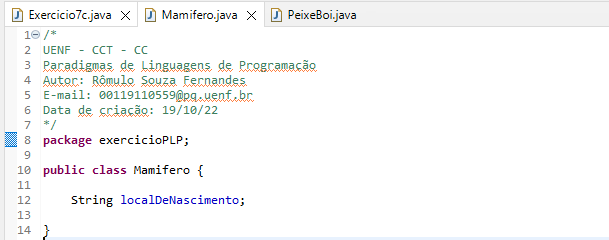 Exercicio7c.java Mamifero.java PeixeBoi.java
1 /*
2 UENF - CCT - CC
3 Paradigmas de Linguagens de Programação
4 Autor: Rômulo Souza Fernandes
5 E-mail: 00119110559@pq.uenf.br
6 Data de criação: 19/10/22
7 */
8 package exercicioPLP;
9
10 public class Mamifero {
11
12 String localDeNascimento;
13
14 }